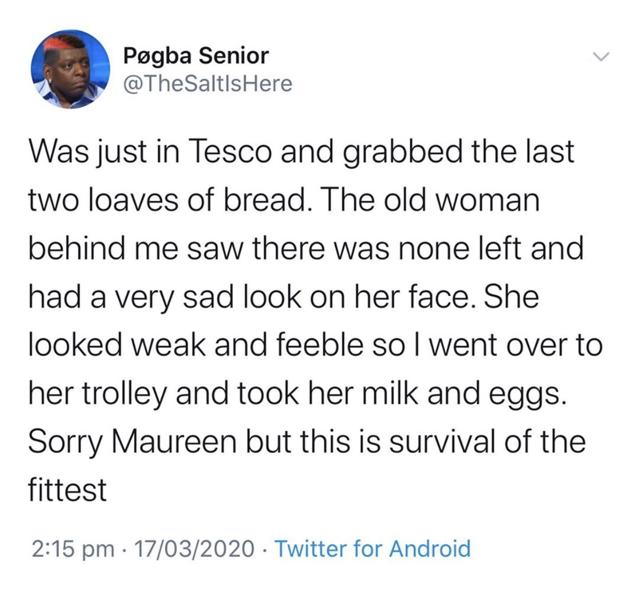 Pøgba Senior
@TheSaltIsHere
Was just in Tesco and grabbed the last
two loaves of bread. The old woman
behind me saw there was none left and
had a very sad look on her face. She
looked weak and feeble so I went over to
her trolley and took her milk and eggs.
Sorry Maureen but this is survival of the
fittest
2:15 pm · 17/03/2020 · Twitter for Android